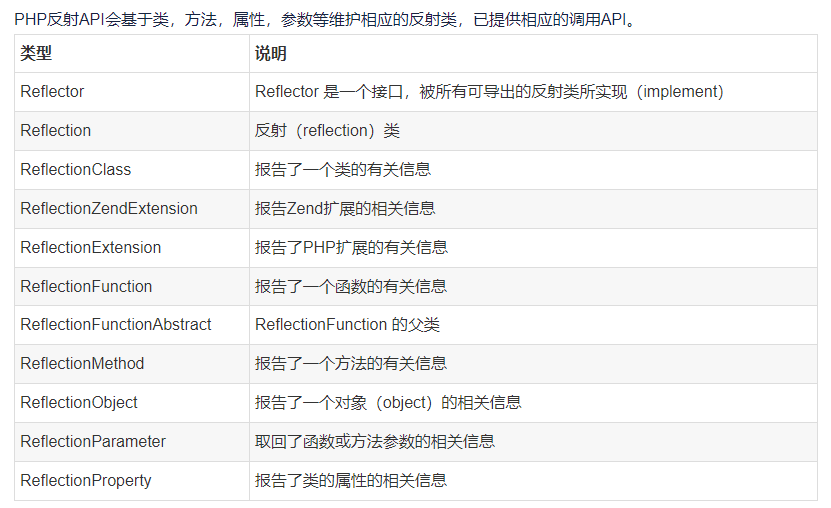 PHP反射API会基于类，方法，属性，参数等维护相应的反射类，已提供相应的调用API。
类型 说明
Reflector Reflector 是一个接口，被所有可导出的反射类所实现（implement）
Reflection 反射（reflection）类
ReflectionClass 报告了一个类的有关信息
ReflectionZendExtension 报告Zend扩展的相关信息
ReflectionExtension 报告了PHP扩展的有关信息
ReflectionFunction 报告了一个函数的有关信息
ReflectionFunctionAbstract ReflectionFunction 的父类
ReflectionMethod 报告了一个方法的有关信息
ReflectionObject 报告了一个对象（object）的相关信息
ReflectionParameter 取回了函数或方法参数的相关信息
ReflectionProperty 报告了类的属性的相关信息